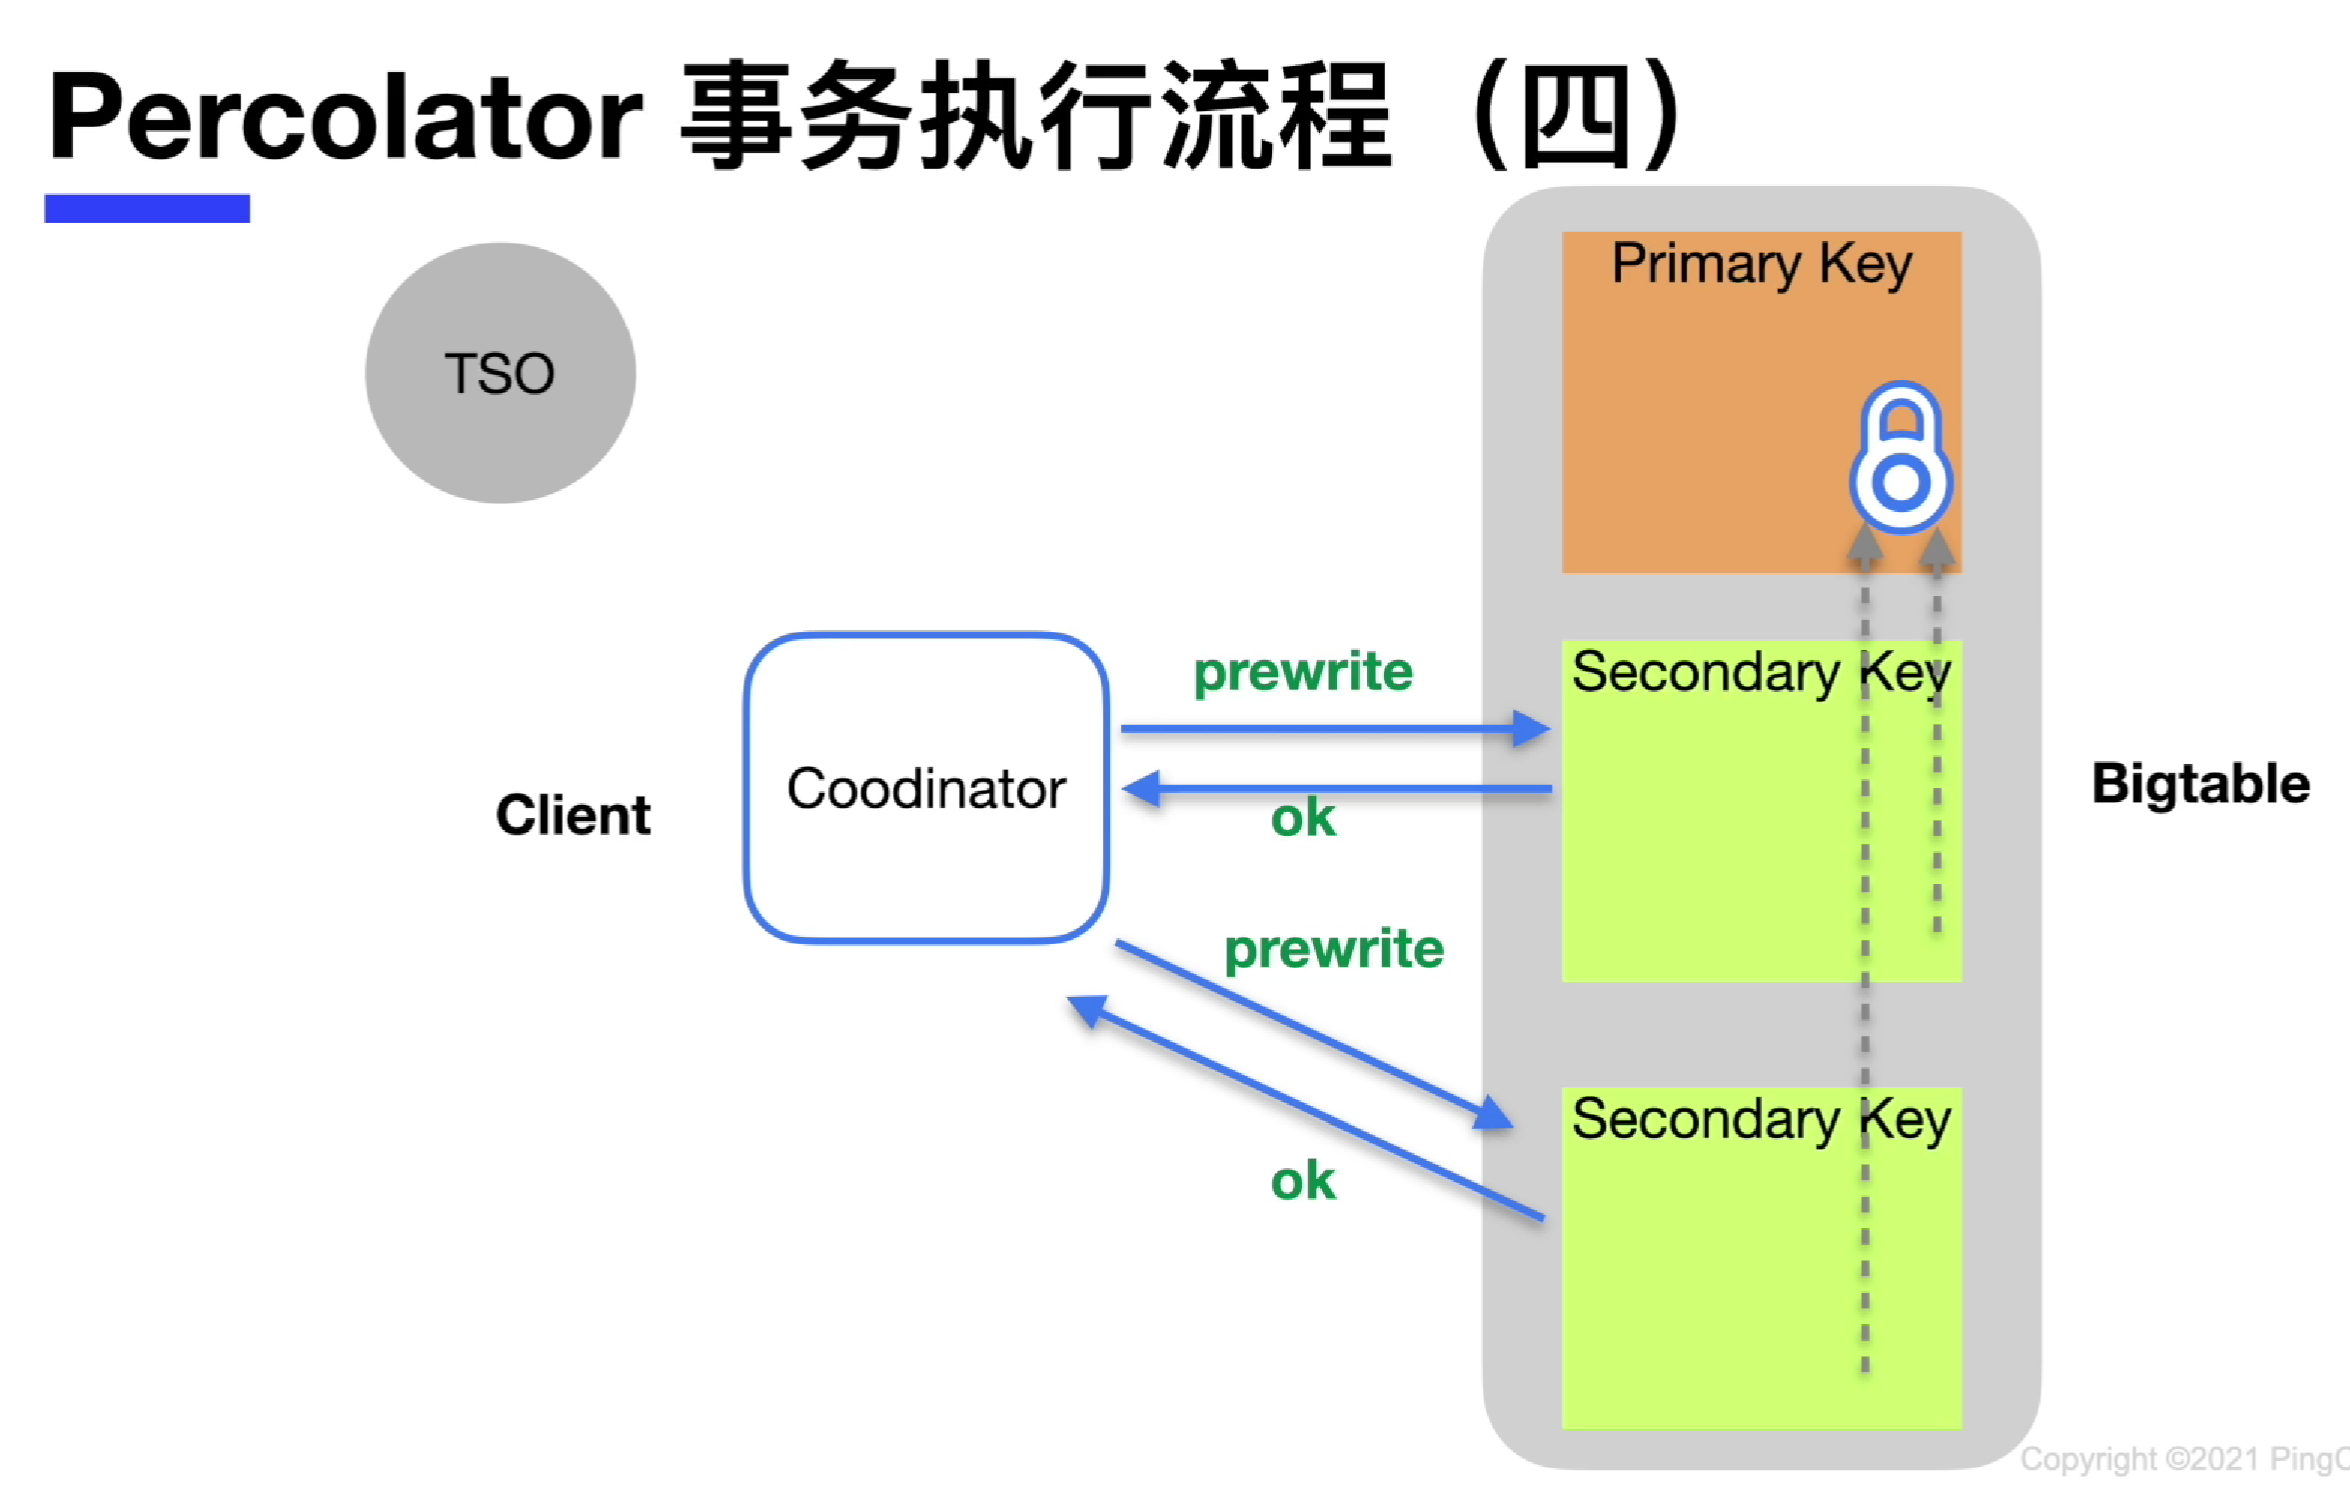 Percolator 事务执行流程（四）
TSO
Primary Key
Secondary Key
prewrite
Coodinator
ok
Client
Bigtable
prewrite
Secondary Key
ok
Copyright ©2021 PingC